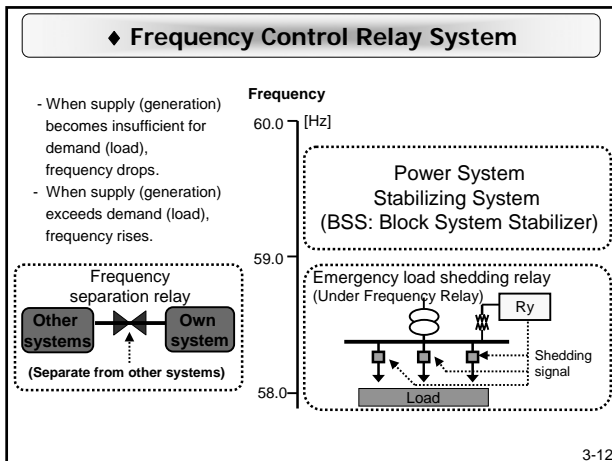 ♦ Frequency Control Relay System
- When supply (generation)
becomes insufficient for
demand (load),
frequency drops.
- When supply (generation)
exceeds demand (load),
frequency rises.
Frequency
separation relay
Other
systems
Own
system
(Separate from other systems)
Frequency
60.0
[Hz]
59.0
58.0
Power System
Stabilizing System
(BSS: Block System Stabilizer)
Emergency load shedding relay
(Under Frequency Relay)
Ry
Shedding
signal
Load
3-12